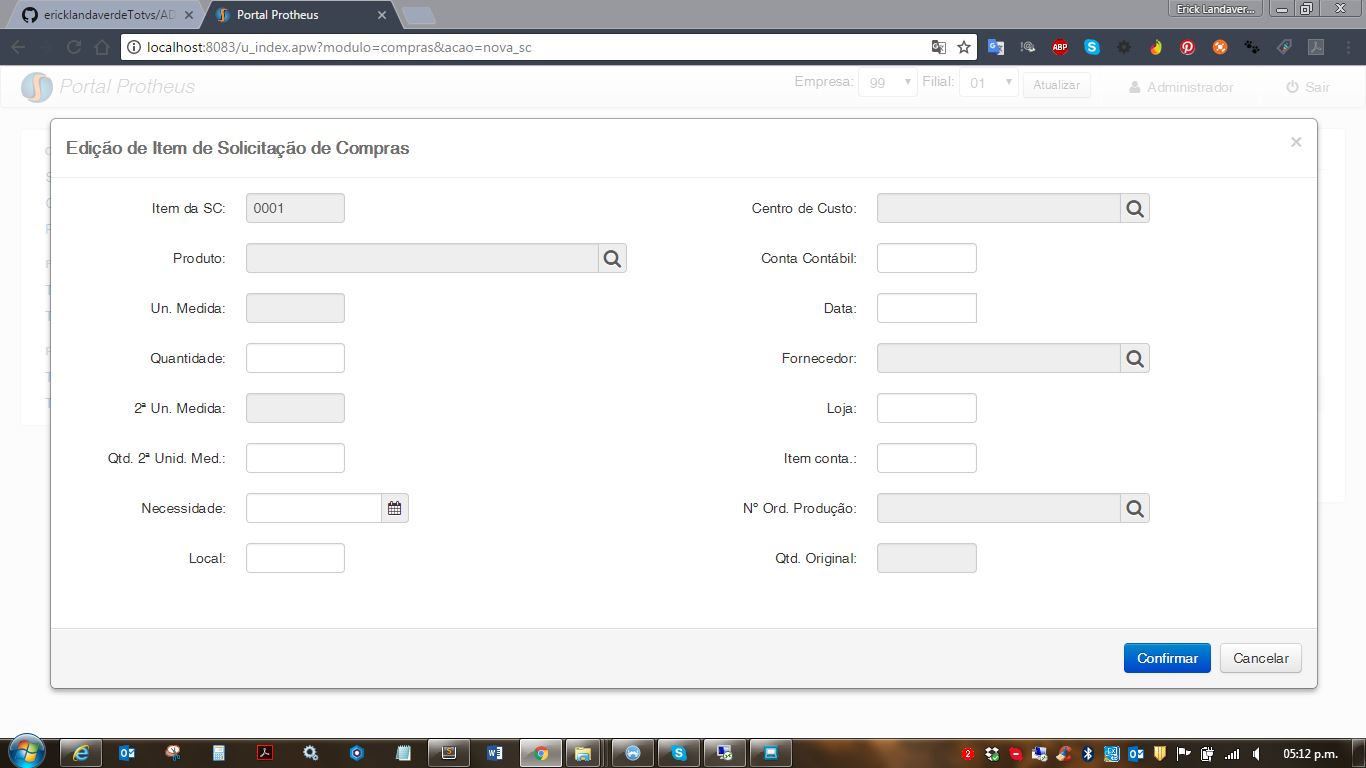 ericklandaverdeTotvs/AD
Portal Protheus
Erick Landaver...
localhost:8083/u_index.apw?modulo=compras&acao=nova_sc
ABP
Portal Protheus
Empresa: 99 Filial: 01 Atualizar Administrador Sair
Edição de Item de Solicitação de Compras
Item da SC: 0001
Produto:
Un. Medida:
Quantidade:
2ª Un. Medida:
Qtd. 2ª Unid. Med.:
Necessidade:
Local:
Centro de Custo:
Conta Contábil:
Data:
Fornecedor:
Loja:
Item conta.:
Nº Ord. Produção:
Qtd. Original:
Confirmar Cancelar
2
05:12 p.m.